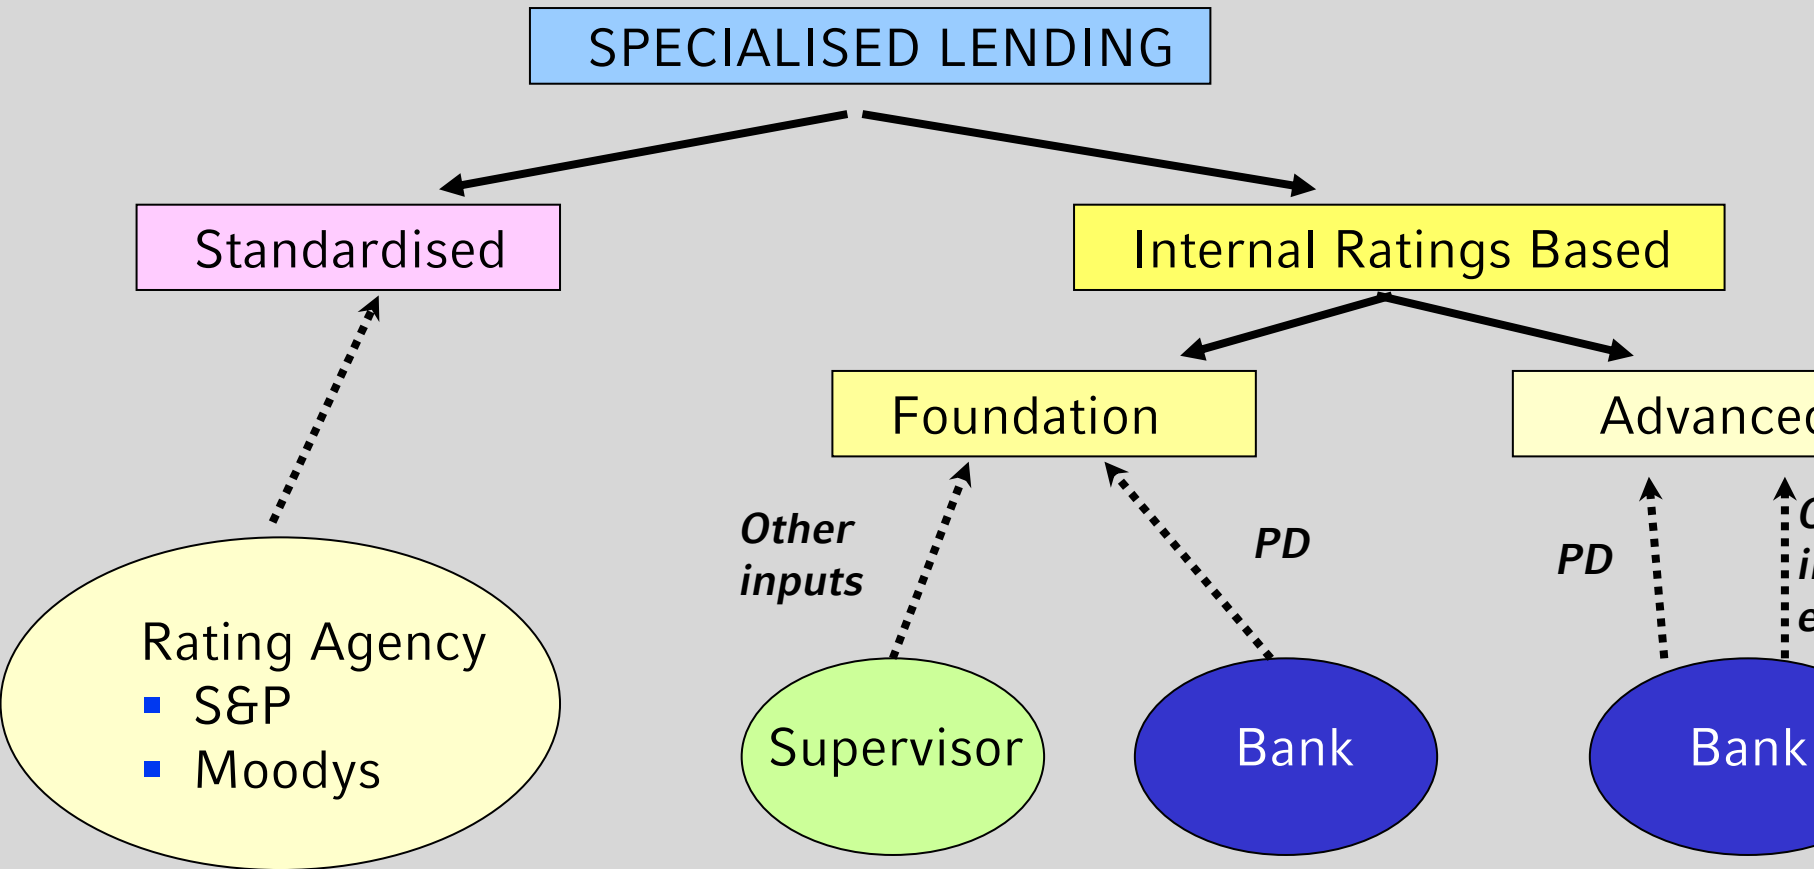 SPECIALISED LENDING
Standardised
Internal Ratings Based
Foundation
Other
inputs
PD
PD
Rating Agency
S&P
Moodys
Supervisor
Bank
Bank